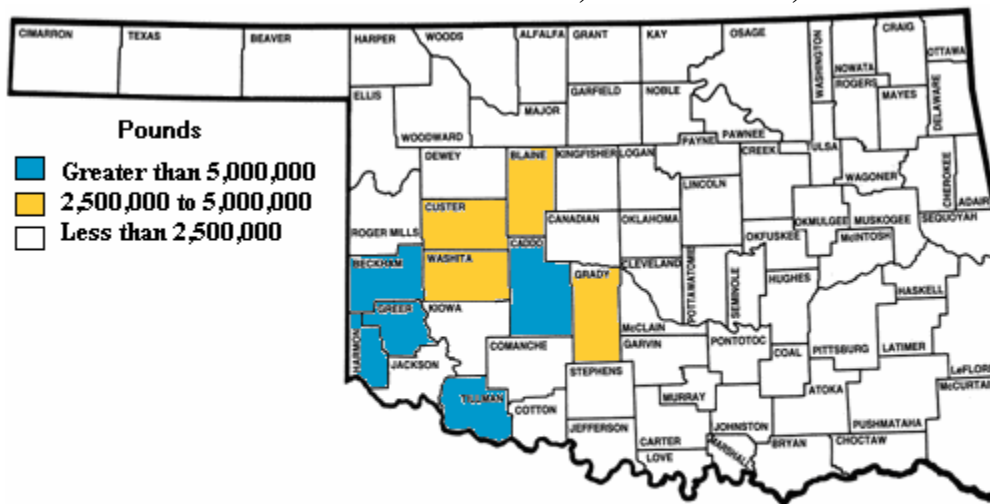 CIMARRON
TEXAS
BEAVER
HARPER
WOODS
ALFALFA
GRANT
KAY
OSAGE
WASHINGTON
NOWATA
CRAIG
OTTAWA
ELLIS
WOODWARD
MAJOR
GARFIELD
NOBLE
PAWNEE
ROGERS
MAYES
DELAWARE
Pounds
Greater than 5,000,000
2,500,000 to 5,000,000
Less than 2,500,000
DEWEY
BLAINE
KINGFISHER
LOGAN
PAYNE
CREEK
TULSA
WAGONER
CHEROKEE
ADAIR
ROGER MILLS
CUSTER
CANADIAN
OKLAHOMA
LINCOLN
OKFUSKEE
OKMULGEE
MUSKOGEE
SEQUOYAH
McINTOSH
BECKHAM
WASHITA
CADDO
GRADY
CLEVELAND
POTTAWATOMIE
SEMINOLE
HUGHES
HASKELL
HARMON
GREER
KIOWA
COMANCHE
McCLAIN
GARVIN
PONTOTOC
COAL
PITTSBURG
LATIMER
LeFLORE
JACKSON
TILLMAN
COTTON
STEPHENS
MURRAY
JOHNSTON
ATOKA
PUSHMATAHA
McCURTAI
JEFFERSON
CARTER
LOVE
MARSHALL
BRYAN
CHOCTAW